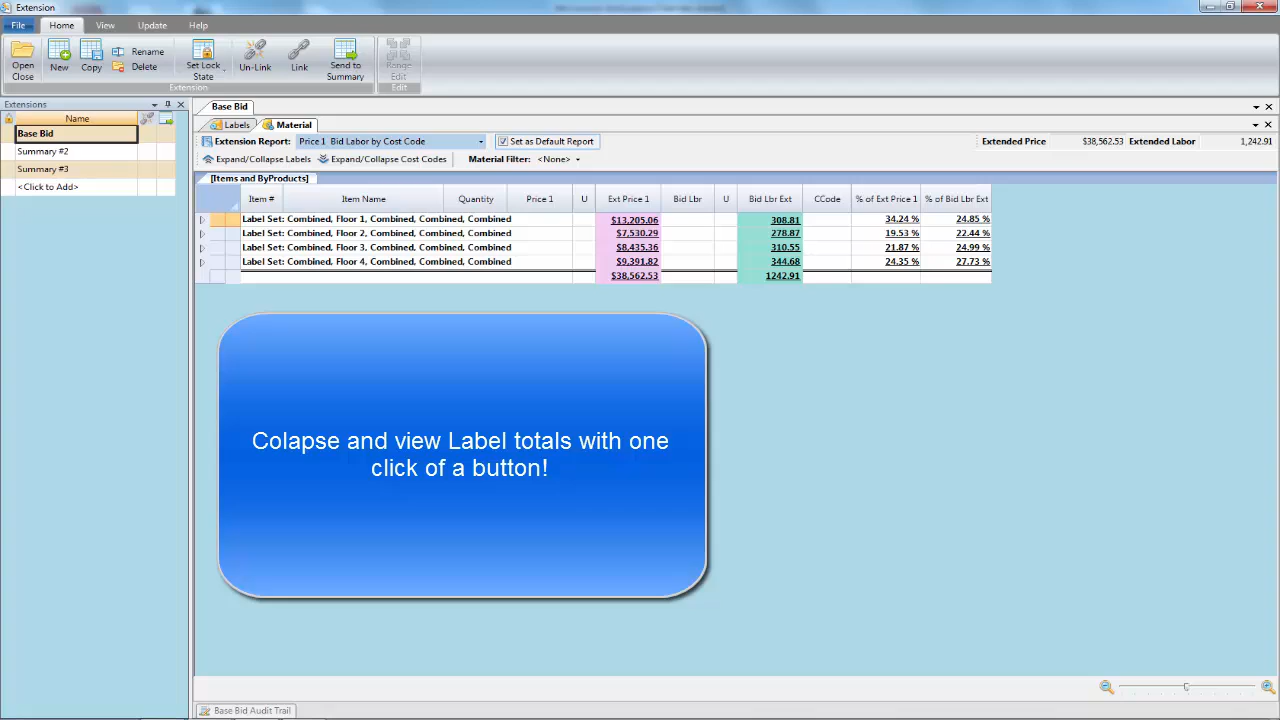 Extension
File Home View Update Help
Open Close New Copy Rename Delete Set Lock State Un-Link Link Send to Summary Range Edit
Extension Edit
Extensions
Name
Base Bid
Summary #2
Summary #3
<Click to Add>
Base Bid
Labels Material
Extension Report: Price 1 Bid Labor by Cost Code Set as Default Report Extended Price $38,562.53 Extended Labor 1,242.91
Expand/Collapse Labels Expand/Collapse Cost Codes Material Filter: <None>
[Items and ByProducts]
Item # Item Name Quantity Price 1 U Ext Price 1 Bid Lbr U Bid Lbr Ext CCode % of Ext Price 1 % of Bid Lbr Ext
Label Set: Combined, Floor 1, Combined, Combined, Combined $13,205.06 308.81 34.24 % 24.85 %
Label Set: Combined, Floor 2, Combined, Combined, Combined $7,530.29 278.87 19.53 % 22.44 %
Label Set: Combined, Floor 3, Combined, Combined, Combined $8,435.36 310.55 21.87 % 24.99 %
Label Set: Combined, Floor 4, Combined, Combined, Combined $9,391.82 344.68 24.35 % 27.73 %
$38,562.53 1242.91
Colapse and view Label totals with one
click of a button!
Base Bid Audit Trail